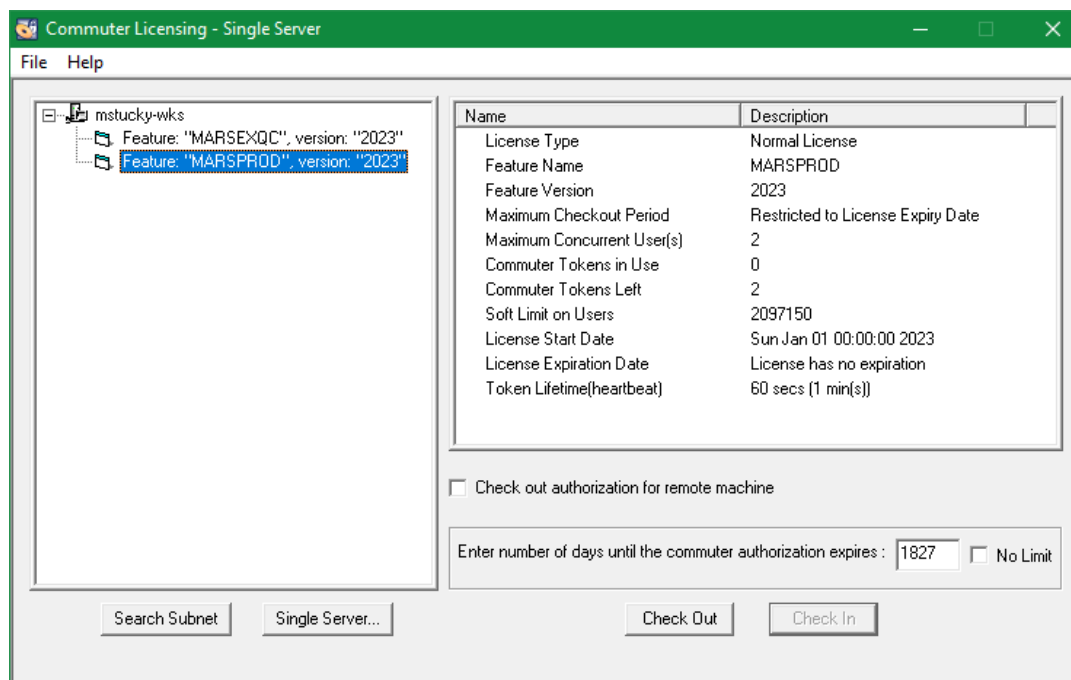 Commuter Licensing - Single Server
File Help
mstucky-wks
Feature: "MARSEXQC", version: "2023"
Feature: "MARSPROD", version: "2023"
Name Description
License Type Normal License
Feature Name MARSPROD
Feature Version 2023
Maximum Checkout Period Restricted to License Expiry Date
Maximum Concurrent User(s) 2
Commuter Tokens in Use 0
Commuter Tokens Left 2
Soft Limit on Users 2097150
License Start Date Sun Jan 01 00:00:00 2023
License Expiration Date License has no expiration
Token Lifetime(heartbeat) 60 secs (1 min(s))
Check out authorization for remote machine
Enter number of days until the commuter authorization expires : 1827 No Limit
Search Subnet Single Server... Check Out Check In